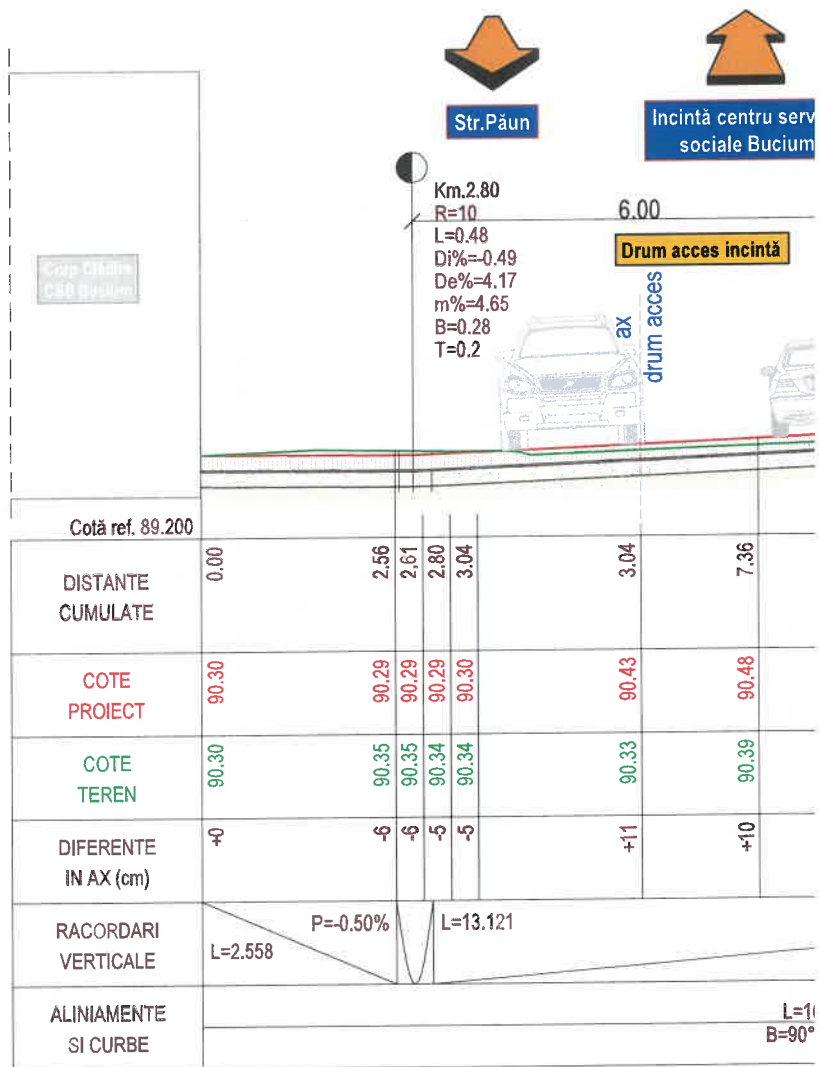 Str.Păun
Incintă centru serv
sociale Bucium
Km.2.80
R=10
L=0.48
Di%=-0.49
De%=4.17
m%=4.65
B=0.28
T=0.2
6.00
Drum acces incintă
ax
drum acces
Corp Clădire
CSB Bucium
Cotă ref. 89.200
DISTANTE
CUMULATE
0.00 2.56 2,61 2.80 3.04 3.04 7.36
COTE
PROIECT
90.30 90.29 90.29 90.29 90.30 90.43 90.48
COTE
TEREN
90.30 90.35 90.35 90.34 90.34 90.33 90.39
DIFERENTE
IN AX (cm)
+0 -6 -6 -5 -5 +11 +10
RACORDARI
VERTICALE
L=2.558 P=-0.50% L=13.121
ALINIAMENTE
SI CURBE
L=1
B=90°